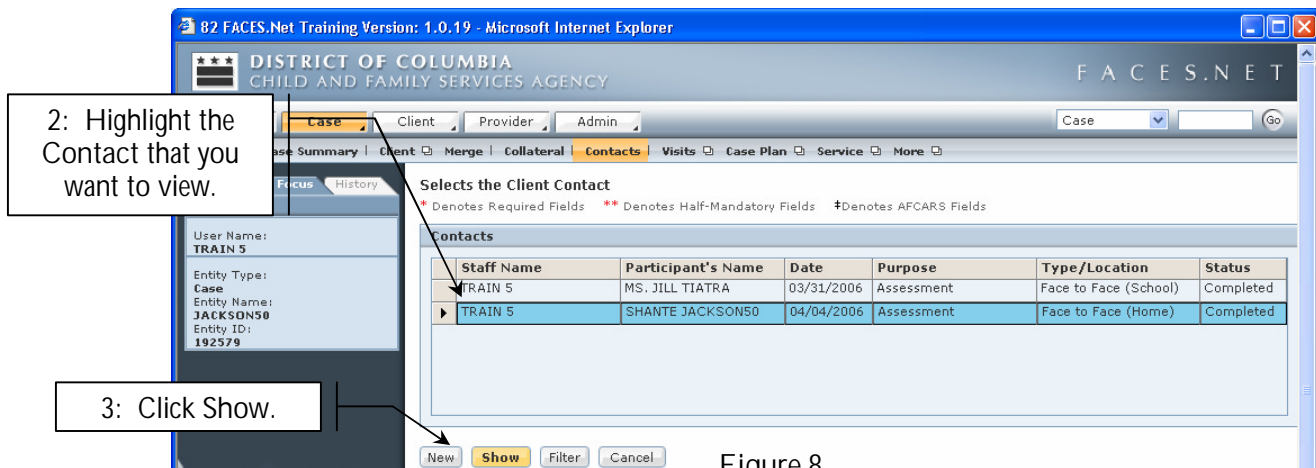 82 FACES.Net Training Version: 1.0.19 - Microsoft Internet Explorer
DISTRICT OF COLUMBIA
CHILD AND FAMILY SERVICES AGENCY
FACES.NET
2: Highlight the
Contact that you
want to view.
Case Client Provider Admin Case Go
Case Summary | Client Merge | Collateral | Contacts | Visits Case Plan Service More
Focus History
Selects the Client Contact
* Denotes Required Fields ** Denotes Half-Mandatory Fields ‡Denotes AFCARS Fields
User Name:
TRAIN 5
Entity Type:
Case
Entity Name:
JACKSON50
Entity ID:
192579
Contacts
Staff Name Participant's Name Date Purpose Type/Location Status
TRAIN 5 MS. JILL TIATRA 03/31/2006 Assessment Face to Face (School) Completed
TRAIN 5 SHANTE JACKSON50 04/04/2006 Assessment Face to Face (Home) Completed
3: Click Show.
New Show Filter Cancel
Figure 8